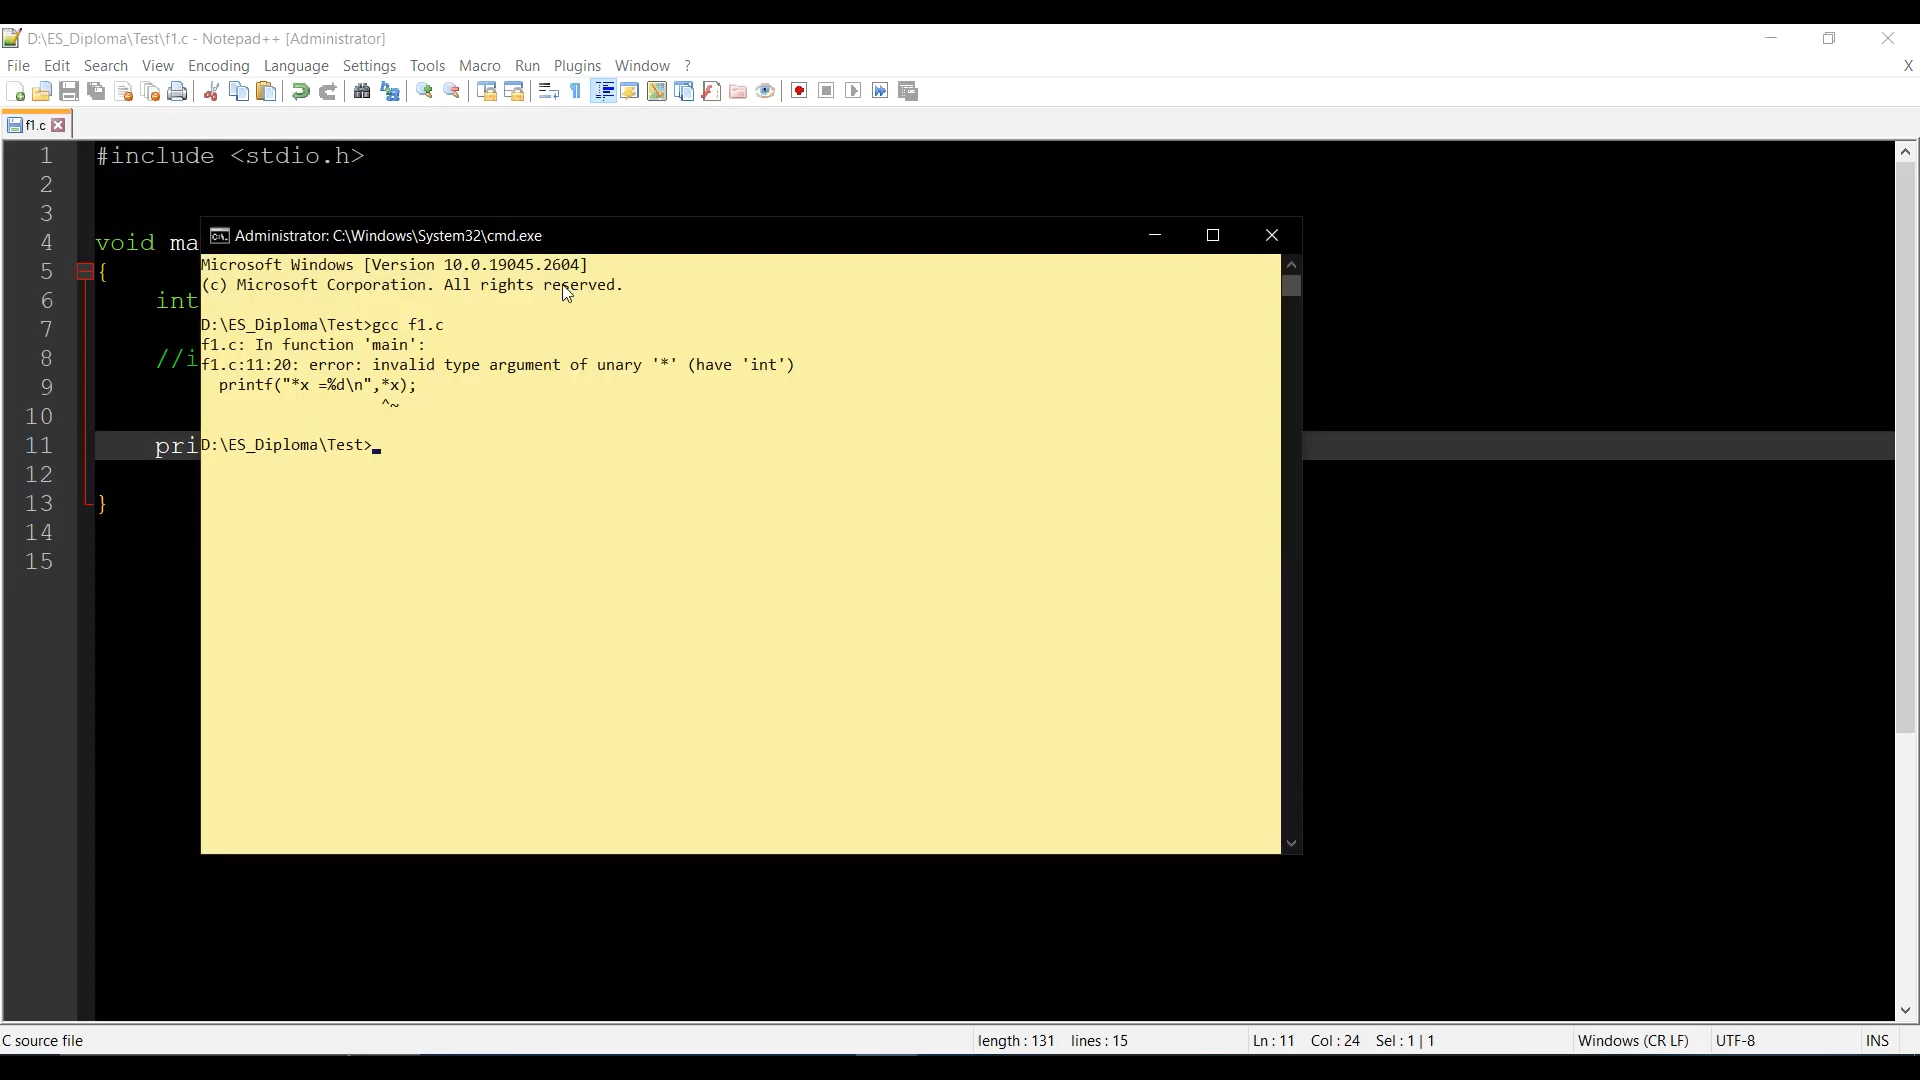 D:\ES_Diploma\Test\f1.c - Notepad++ [Administrator]
File Edit Search View Encoding Language Settings Tools Macro Run Plugins Window ? X
f1.c
1 #include <stdio.h>
2
3
4 void ma
5 {
6 int
7
8 //i
9
10
11 pri
12
13 }
14
15
Administrator: C:\Windows\System32\cmd.exe
Microsoft Windows [Version 10.0.19045.2604]
(c) Microsoft Corporation. All rights reserved.
D:\ES_Diploma\Test>gcc f1.c
f1.c: In function 'main':
f1.c:11:20: error: invalid type argument of unary '*' (have 'int')
printf("*x =%d\n",*x);
^~
D:\ES_Diploma\Test>
C source file length : 131 lines : 15 Ln : 11 Col : 24 Sel : 1 | 1 Windows (CR LF) UTF-8 INS